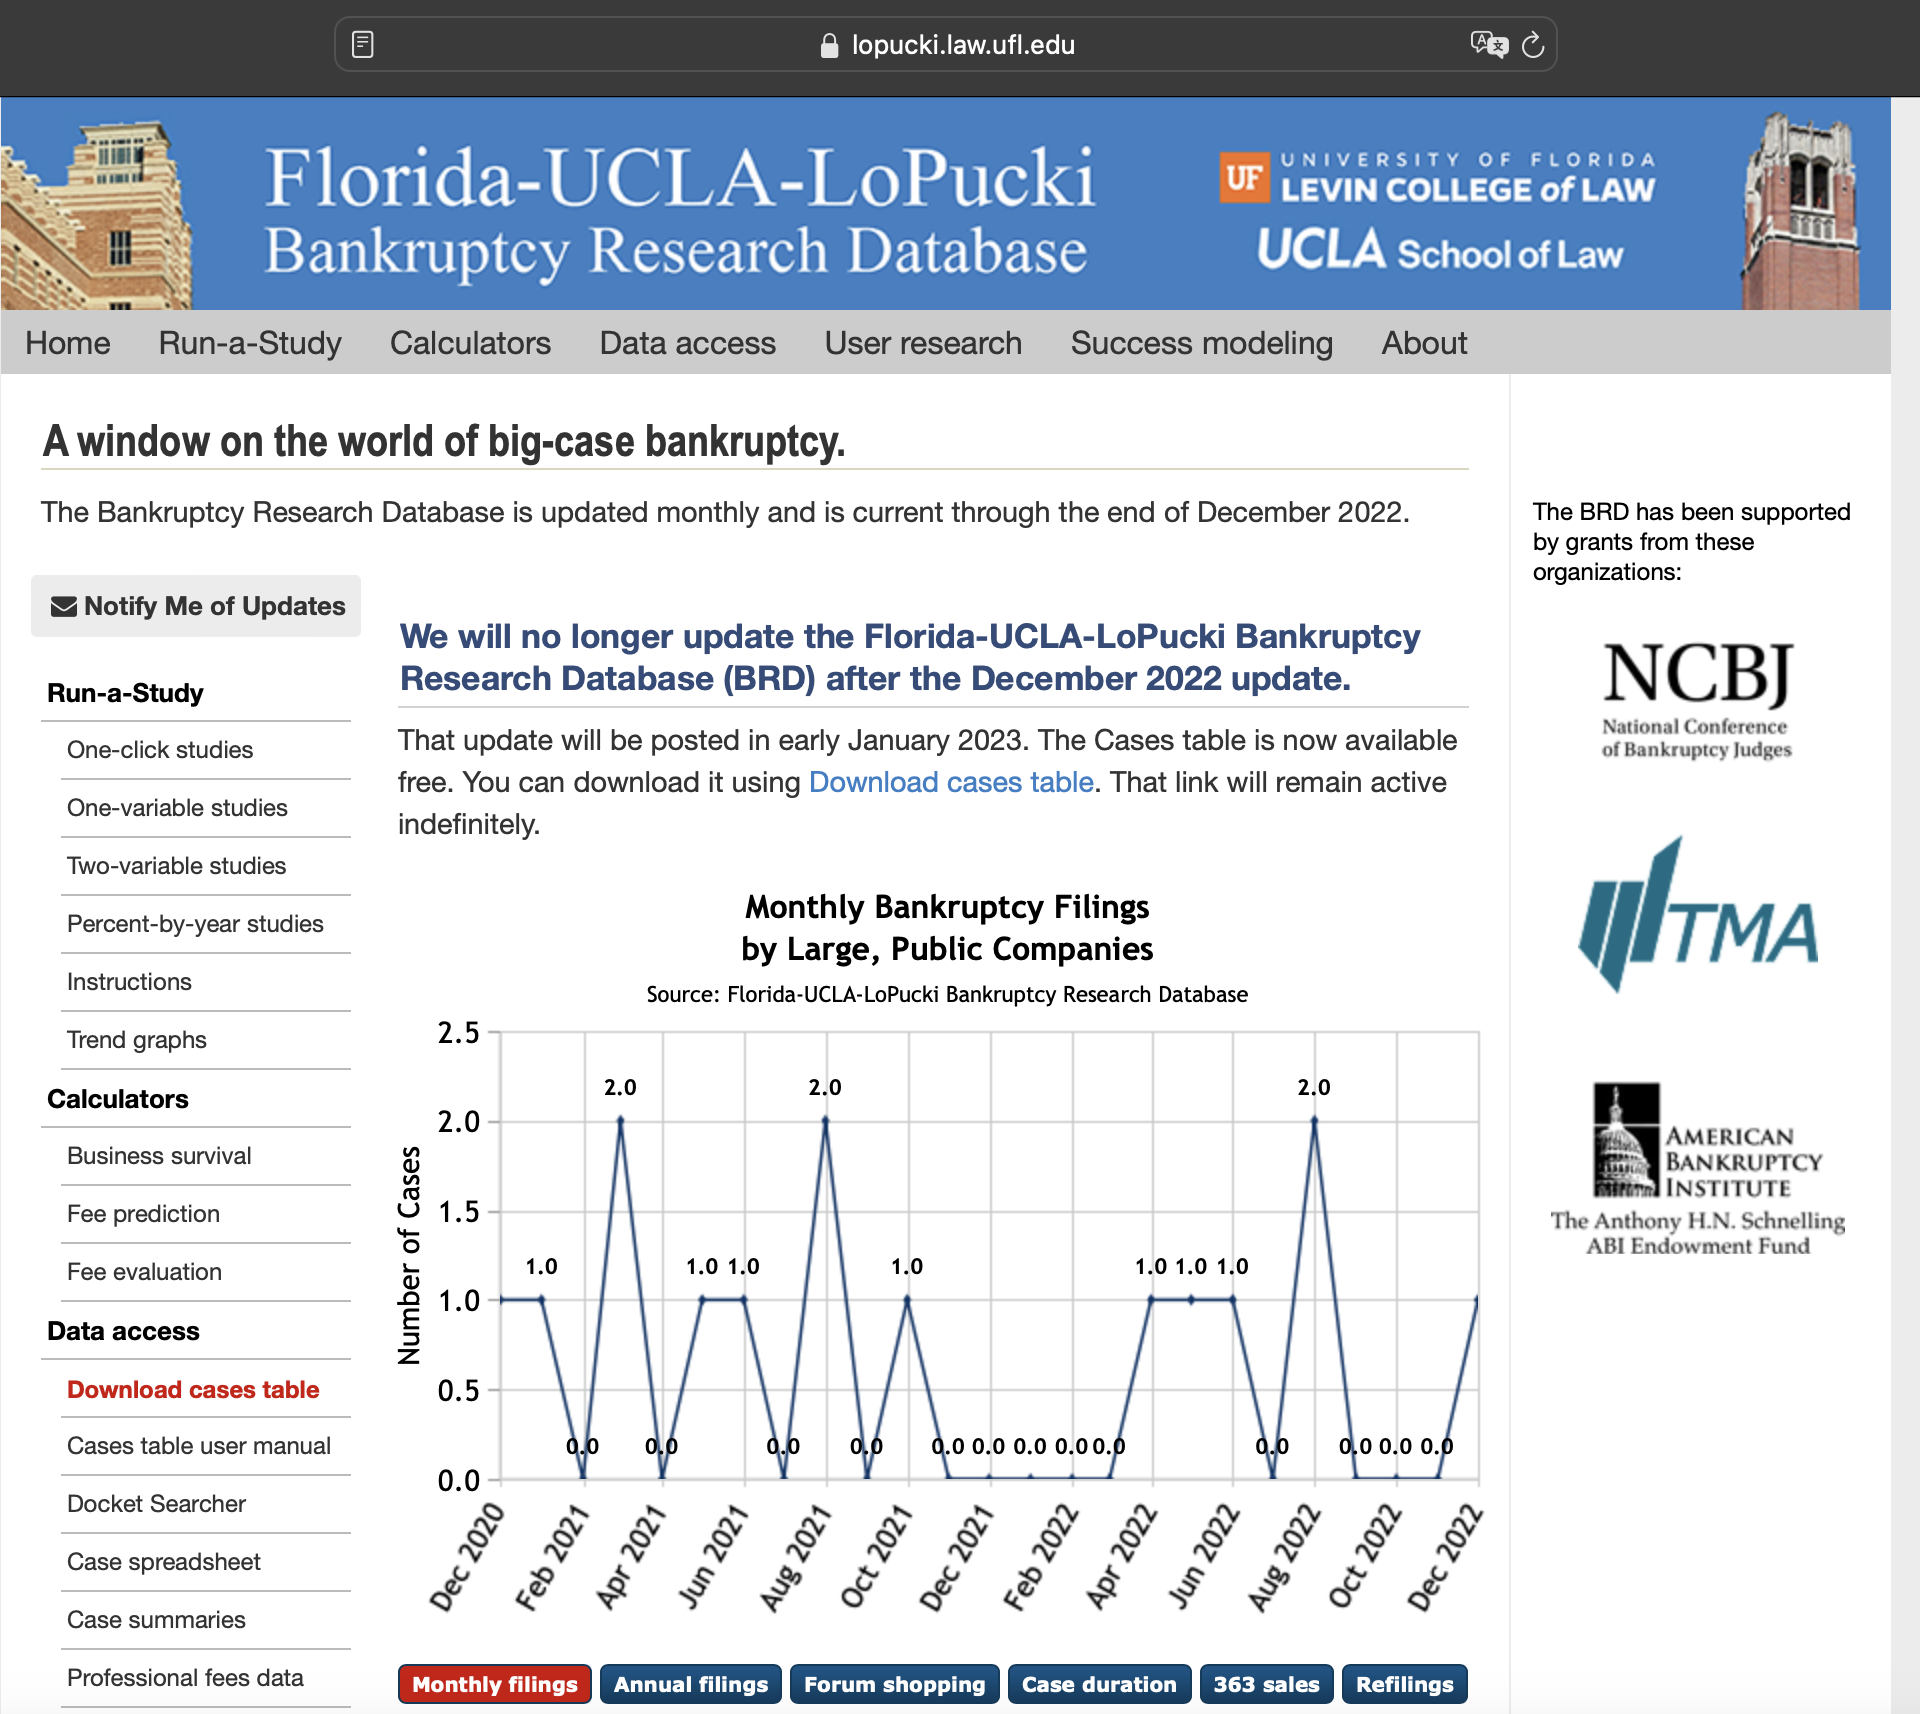 lopucki.law.ufl.edu
Florida-UCLA-LoPucki
Bankruptcy Research Database
UF
UNIVERSITY OF FLORIDA
LEVIN COLLEGE of LAW
UCLA School of Law
Home Run-a-Study Calculators Data access User research Success modeling About
A window on the world of big-case bankruptcy.
The Bankruptcy Research Database is updated monthly and is current through the end of December 2022.
Notify Me of Updates
Run-a-Study
One-click studies
One-variable studies
Two-variable studies
Percent-by-year studies
Instructions
Trend graphs
Calculators
Business survival
Fee prediction
Fee evaluation
Data access
Download cases table
Cases table user manual
Docket Searcher
Case spreadsheet
Case summaries
Professional fees data
We will no longer update the Florida-UCLA-LoPucki Bankruptcy
Research Database (BRD) after the December 2022 update.
That update will be posted in early January 2023. The Cases table is now available
free. You can download it using Download cases table. That link will remain active
indefinitely.
Monthly Bankruptcy Filings
by Large, Public Companies
Source: Florida-UCLA-LoPucki Bankruptcy Research Database
Number of Cases
2.5
2.0
1.5
1.0
0.5
0.0
2.0 2.0 2.0
1.0 1.0 1.0 1.0 1.0 1.0 1.0
0.0 0.0 0.0 0.0 0.0 0.0 0.0 0.0 0.0 0.0 0.0 0.0 0.0
Dec 2020 Feb 2021 Apr 2021 Jun 2021 Aug 2021 Oct 2021 Dec 2021 Feb 2022 Apr 2022 Jun 2022 Aug 2022 Oct 2022 Dec 2022
Monthly filings Annual filings Forum shopping Case duration 363 sales Refilings
The BRD has been supported
by grants from these
organizations:
NCBJ
National Conference
of Bankruptcy Judges
TMA
AMERICAN
BANKRUPTCY
INSTITUTE
The Anthony H.N. Schnelling
ABI Endowment Fund